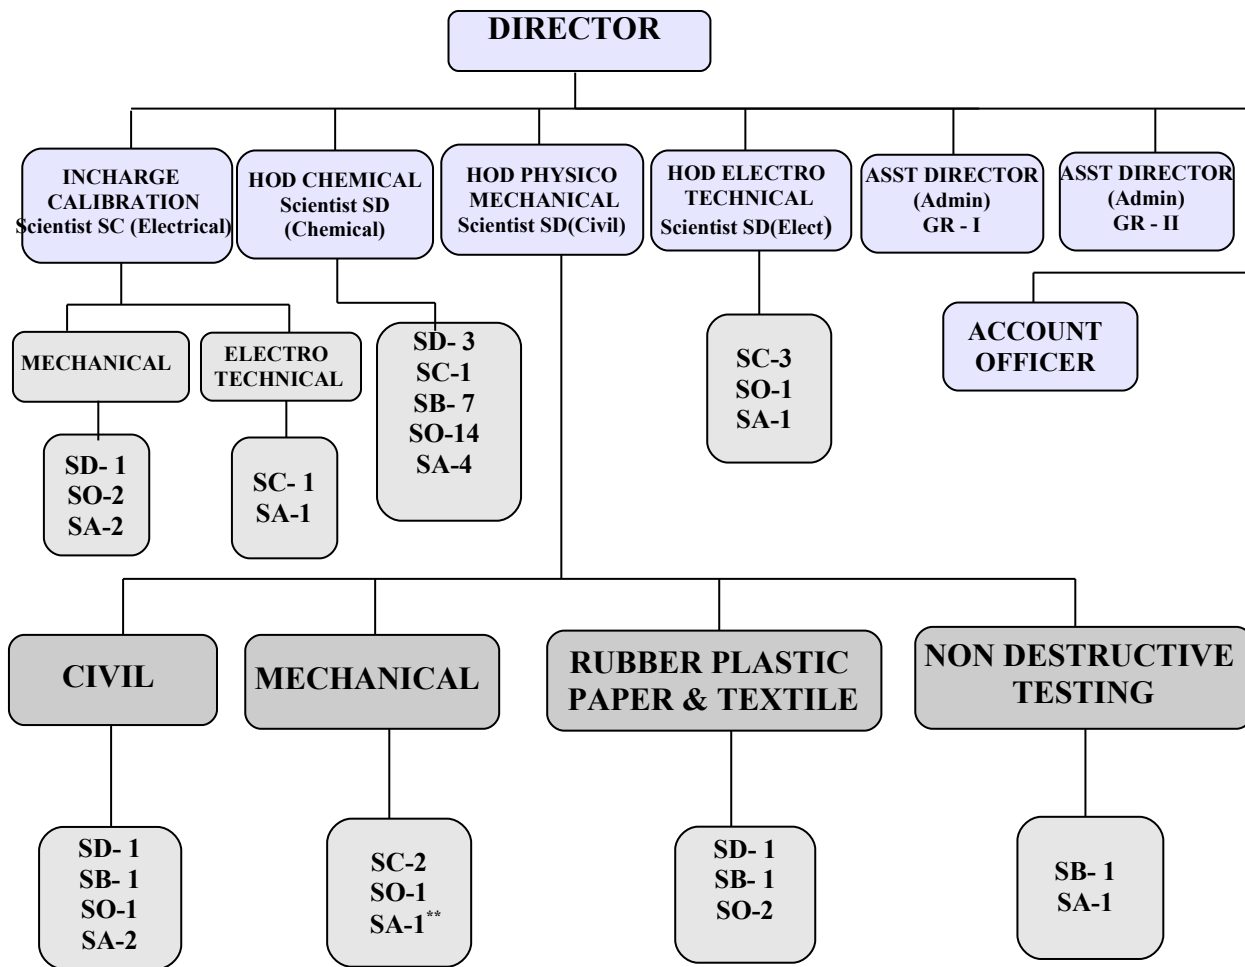 DIRECTOR
INCHARGE
CALIBRATION
Scientist SC (Electrical)
HOD CHEMICAL
Scientist SD
(Chemical)
HOD PHYSICO
MECHANICAL
Scientist SD(Civil)
HOD ELECTRO
TECHNICAL
Scientist SD(Elect)
ASST DIRECTOR
(Admin)
GR - I
ASST DIRECTOR
(Admin)
GR - II
MECHANICAL
ELECTRO
TECHNICAL
SD- 3
SC-1
SB- 7
SO-14
SA-4
SC-3
SO-1
SA-1
ACCOUNT
OFFICER
SD- 1
SO-2
SA-2
SC- 1
SA-1
CIVIL
MECHANICAL
RUBBER PLASTIC
PAPER & TEXTILE
NON DESTRUCTIVE
TESTING
SD- 1
SB- 1
SO-1
SA-2
SC-2
SO-1
SA-1**
SD- 1
SB- 1
SO-2
SB- 1
SA-1